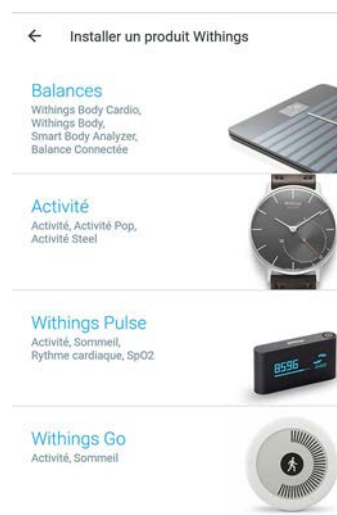 Installer un produit Withings
Balances
Withings Body Cardio,
Withings Body,
Smart Body Analyzer,
Balance Connectée
Activité
Activité, Activité Pop,
Activité Steel
Withings Pulse
Activité, Sommeil,
Rythme cardiaque, SpO2
8596
Withings Go
Activité, Sommeil